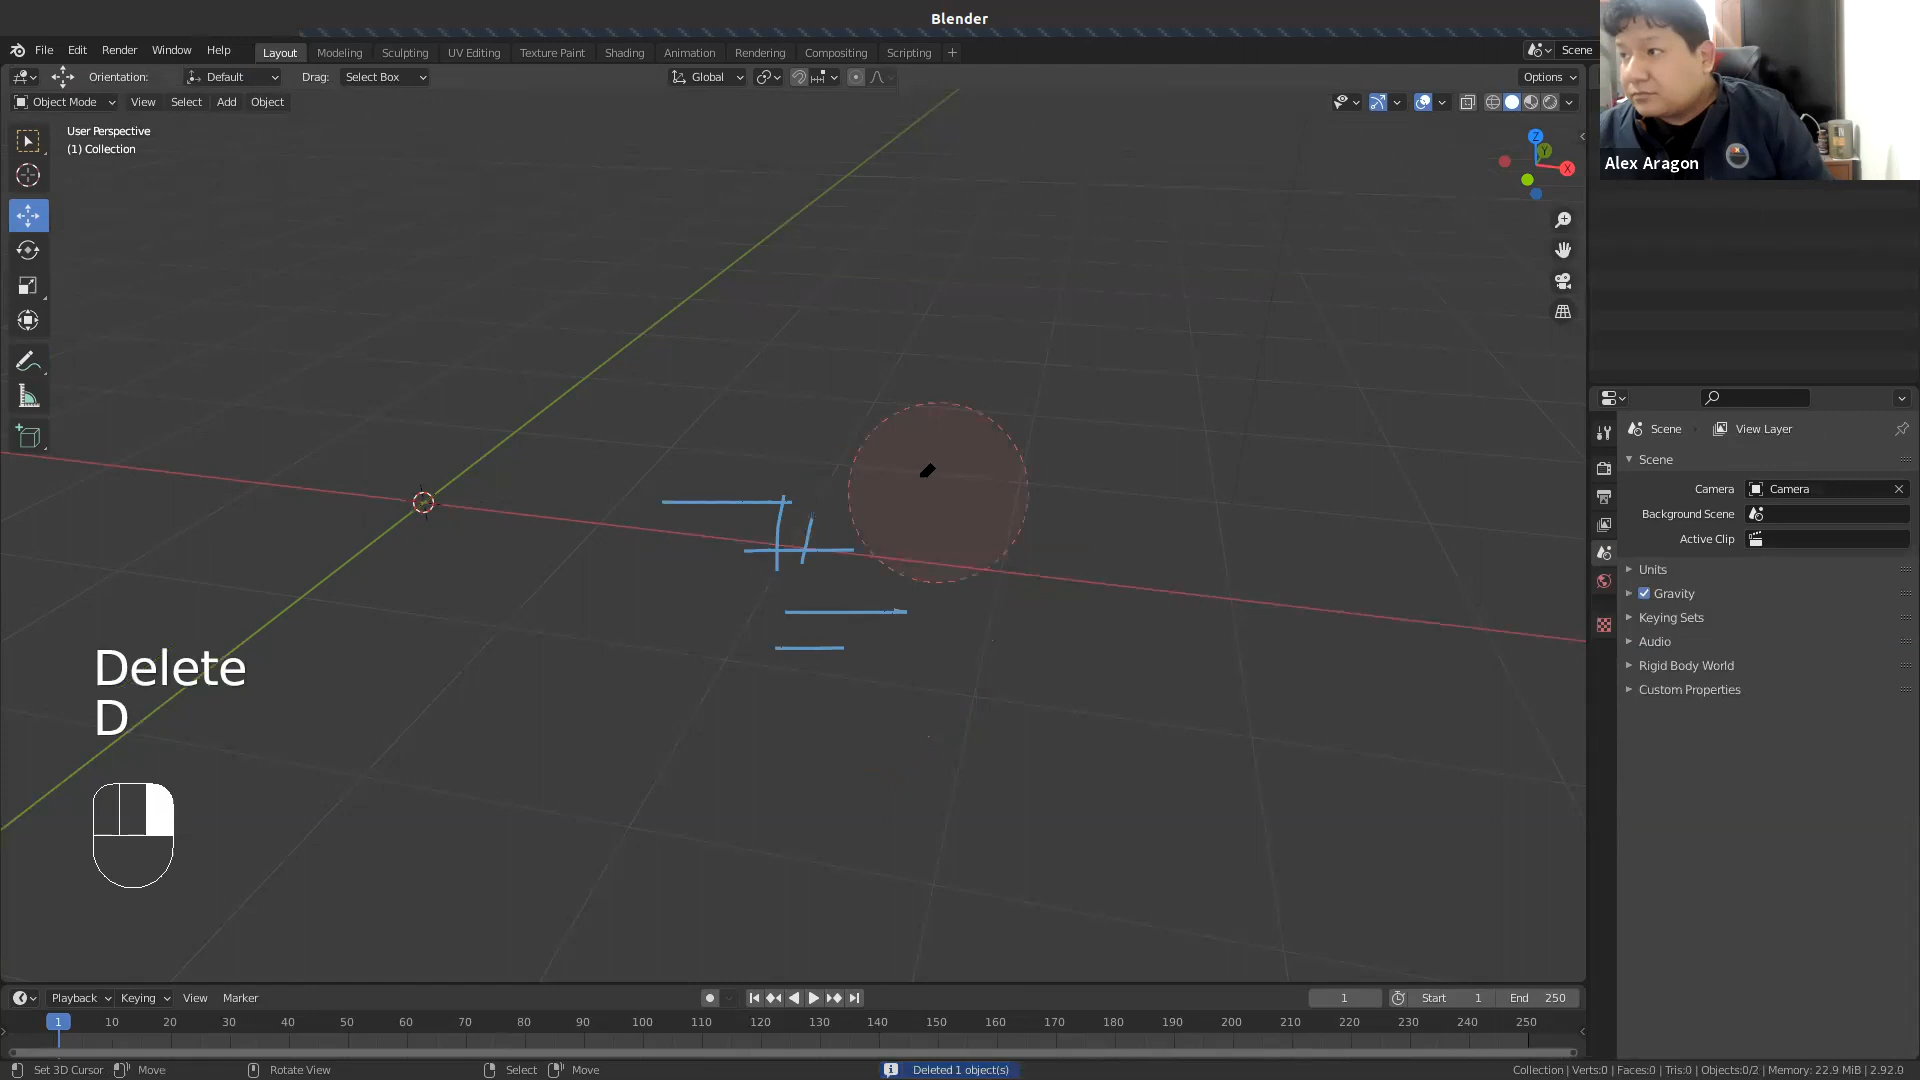 Blender
File Edit Render Window Help
Layout Modeling Sculpting UV Editing Texture Paint Shading Animation Rendering Compositing Scripting +
Scene
Orientation: Default Drag: Select Box Global Options
Object Mode View Select Add Object
User Perspective
(1) Collection
Z
Y
X
Alex Aragon
Scene View Layer
Scene
Camera Camera
Background Scene
Active Clip
Units
Gravity
Keying Sets
Audio
Rigid Body World
Custom Properties
Delete
D
Playback Keying View Marker 1 Start 1 End 250
1 10 20 30 40 50 60 70 80 90 100 110 120 130 140 150 160 170 180 190 200 210 220 230 240 250
Set 3D Cursor Move Rotate View Select Move Deleted 1 object(s) Collection | Verts:0 | Faces:0 | Tris:0 | Objects:0/2 | Memory: 22.9 MiB | 2.92.0